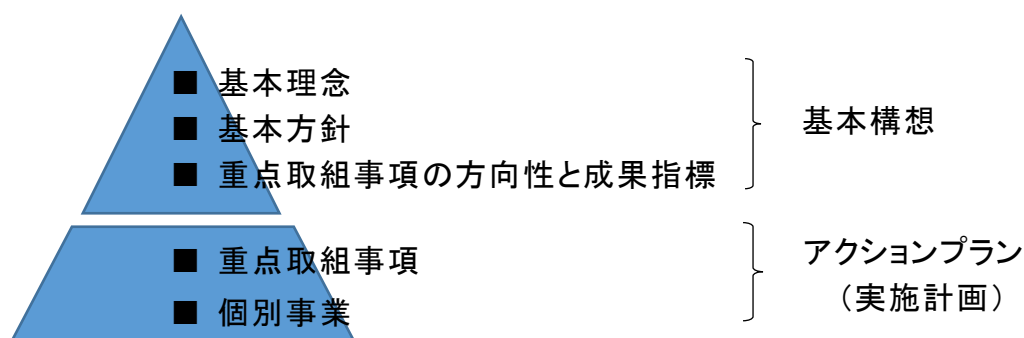 ■ 基本理念
■ 基本方針
■ 重点取組事項の方向性と成果指標
基本構想
■ 重点取組事項
■ 個別事業
アクションプラン
（実施計画）